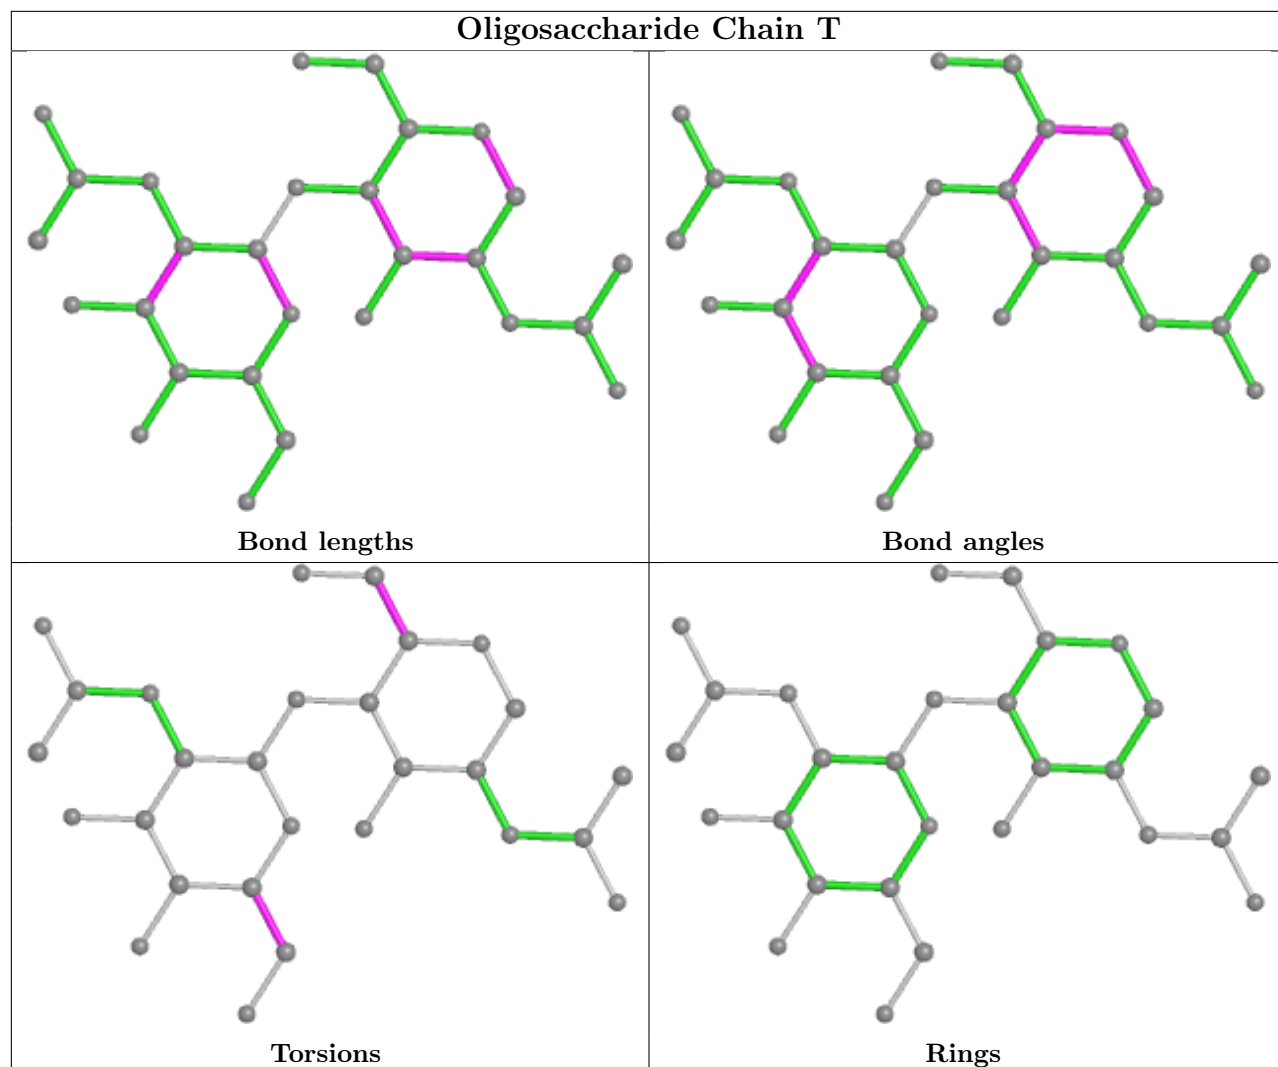 Oligosaccharide Chain T
Bond lengths
Bond angles
Torsions
Rings